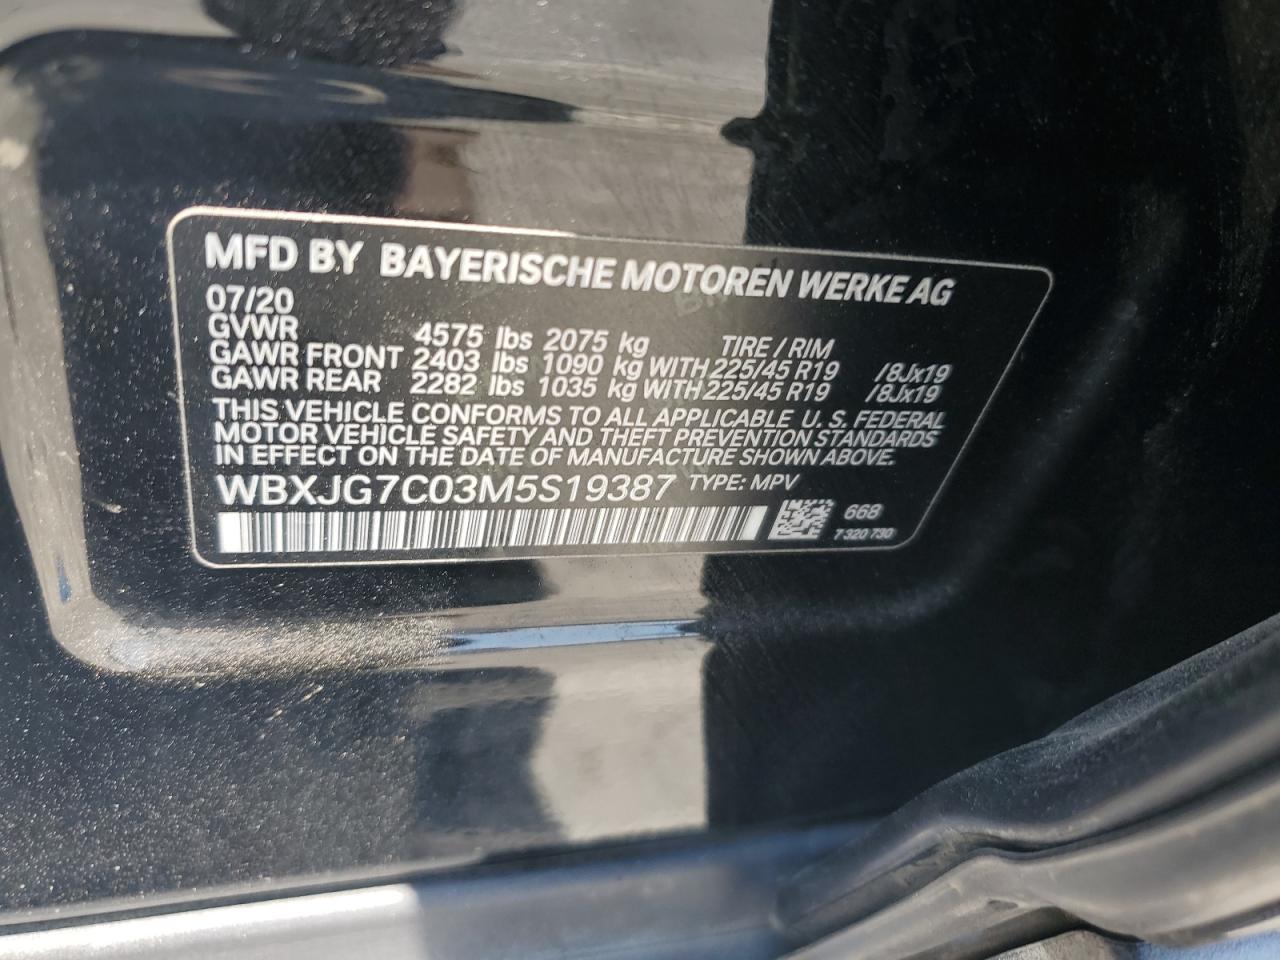 MFD BY BAYERISCHE MOTOREN WERKE AG
07/20
GVWR 4575 lbs 2075 kg TIRE / RIM
GAWR FRONT 2403 lbs 1090 kg WITH 225/45 R19 /8Jx19
GAWR REAR 2282 lbs 1035 kg WITH 225/45 R19 /8Jx19
THIS VEHICLE CONFORMS TO ALL APPLICABLE U. S. FEDERAL
MOTOR VEHICLE SAFETY AND THEFT PREVENTION STANDARDS
IN EFFECT ON THE DATE OF MANUFACTURE SHOWN ABOVE.
WBXJG7C03M5S19387 TYPE: MPV
668
7 320 730